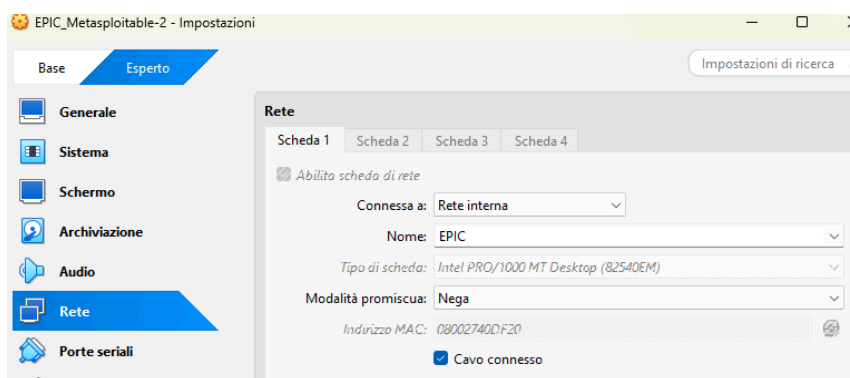 EPIC_Metasploitable-2 - Impostazioni
Base Esperto Impostazioni di ricerca
Generale
Sistema
Schermo
Archiviazione
Audio
Rete
Porte seriali
Rete
Scheda 1 Scheda 2 Scheda 3 Scheda 4
Abilita scheda di rete
Connessa a: Rete interna
Nome: EPIC
Tipo di scheda: Intel PRO/1000 MT Desktop (82540EM)
Modalità promiscua: Nega
Indirizzo MAC: 08002740DF20
Cavo connesso